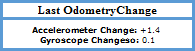 Last OdometryChange
Accelerometer Change: +1.4
Gyroscope Changeso: 0.1